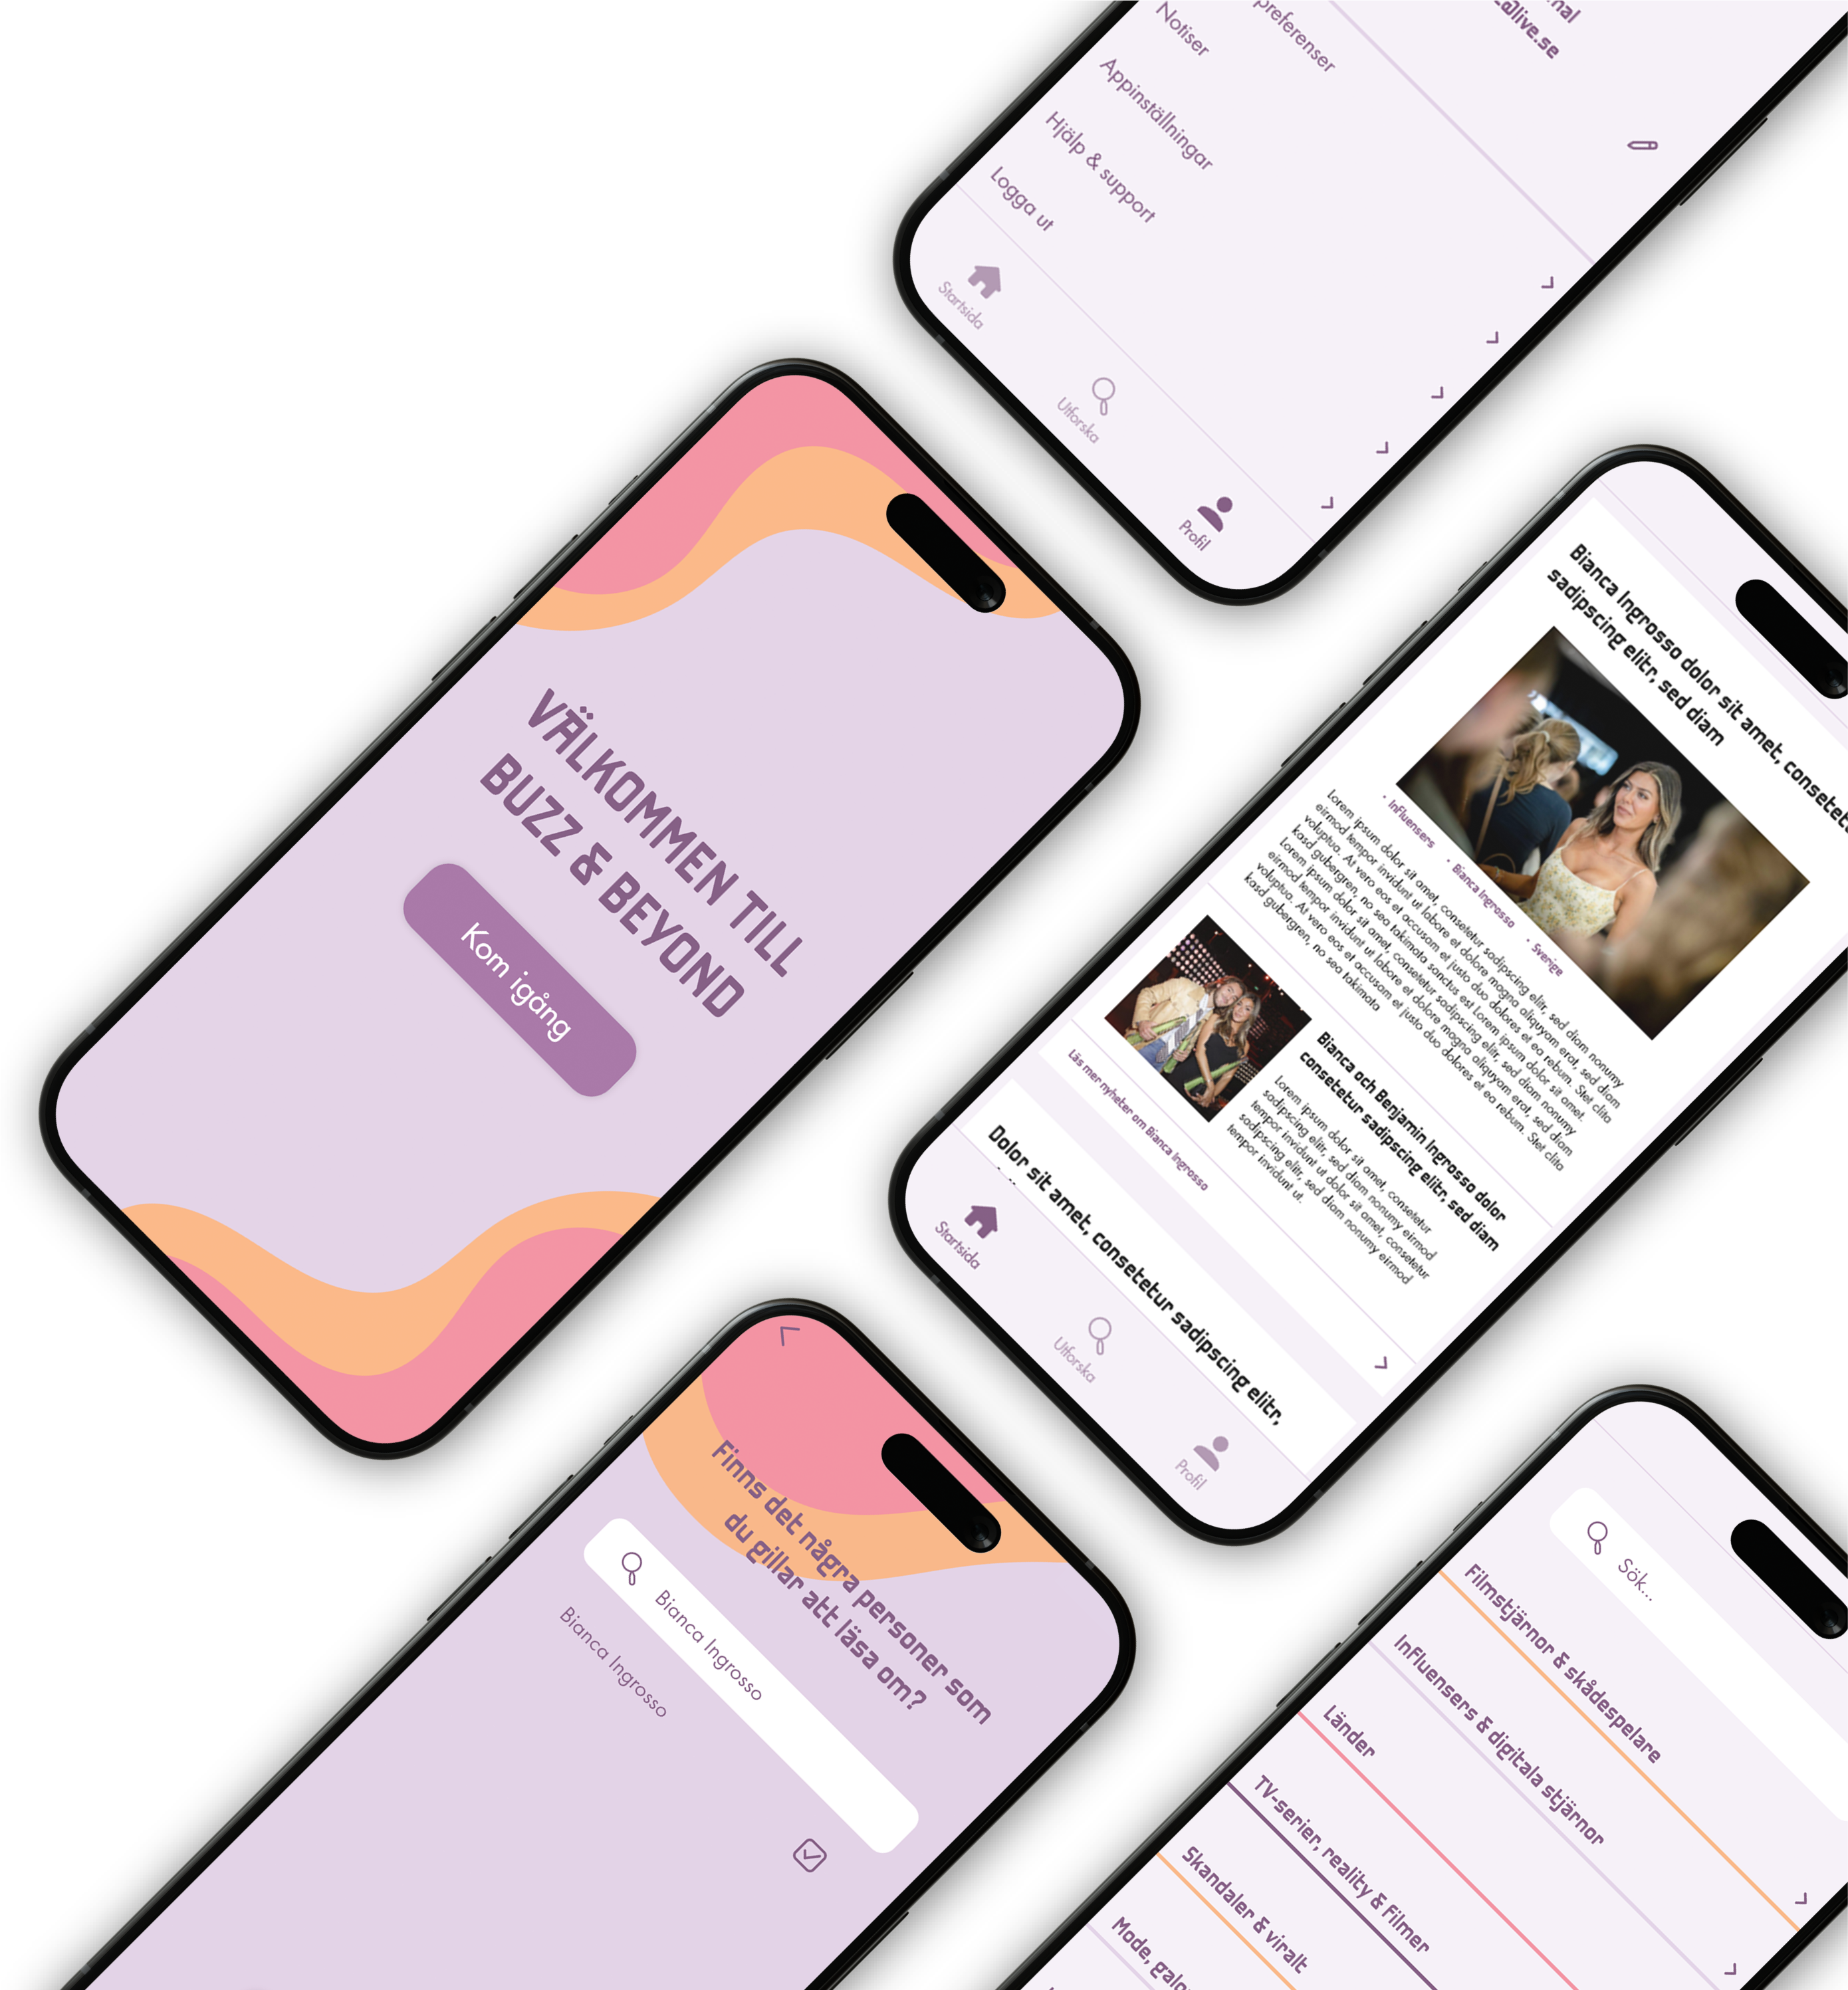 nal
@live.se
preferenser
Notiser
Appinställningar
Hjälp & support
Logga ut
Startsida
Utforska
Profil
VÄLKOMMEN TILL
BUZZ & BEYOND
Kom igång
Bianca Ingrosso dolor sit amet, consetet
sadipscing elitr, sed diam
· Influensers · Bianca Ingrosso · Sverige
Lorem ipsum dolor sit amet, consetetur sadipscing elitr, sed diam nonumy
eirmod tempor invidunt ut labore et dolore magna aliquyam erat, sed diam
voluptua. At vero eos et accusam et justo duo dolores et ea rebum. Stet clita
kasd gubergren, no sea takimata sanctus est Lorem ipsum dolor sit amet.
Lorem ipsum dolor sit amet, consetetur sadipscing elitr, sed diam nonumy
eirmod tempor invidunt ut labore et dolore magna aliquyam erat, sed diam
voluptua. At vero eos et accusam et justo duo dolores et ea rebum. Stet clita
kasd gubergren, no sea takimata
Bianca och Benjamin Ingrosso dolor
consetetur sadipscing elitr, sed diam
Lorem ipsum dolor sit amet, consetetur
sadipscing elitr, sed diam nonumy eirmod
tempor invidunt ut dolor sit amet, consetetur
sadipscing elitr, sed diam nonumy eirmod
tempor invidunt ut.
Läs mer nyheter om Bianca Ingrosso
Dolor sit amet, consetetur sadipscing elitr,
Startsida
Utforska
Profil
Finns det några personer som
du gillar att läsa om?
Bianca Ingrosso
Bianca Ingrosso
Sök...
Filmstjärnor & skådespelare
Influensers & digitala stjärnor
Länder
TV-serier, reality & Filmer
Skandaler & viralt
Mode, galo